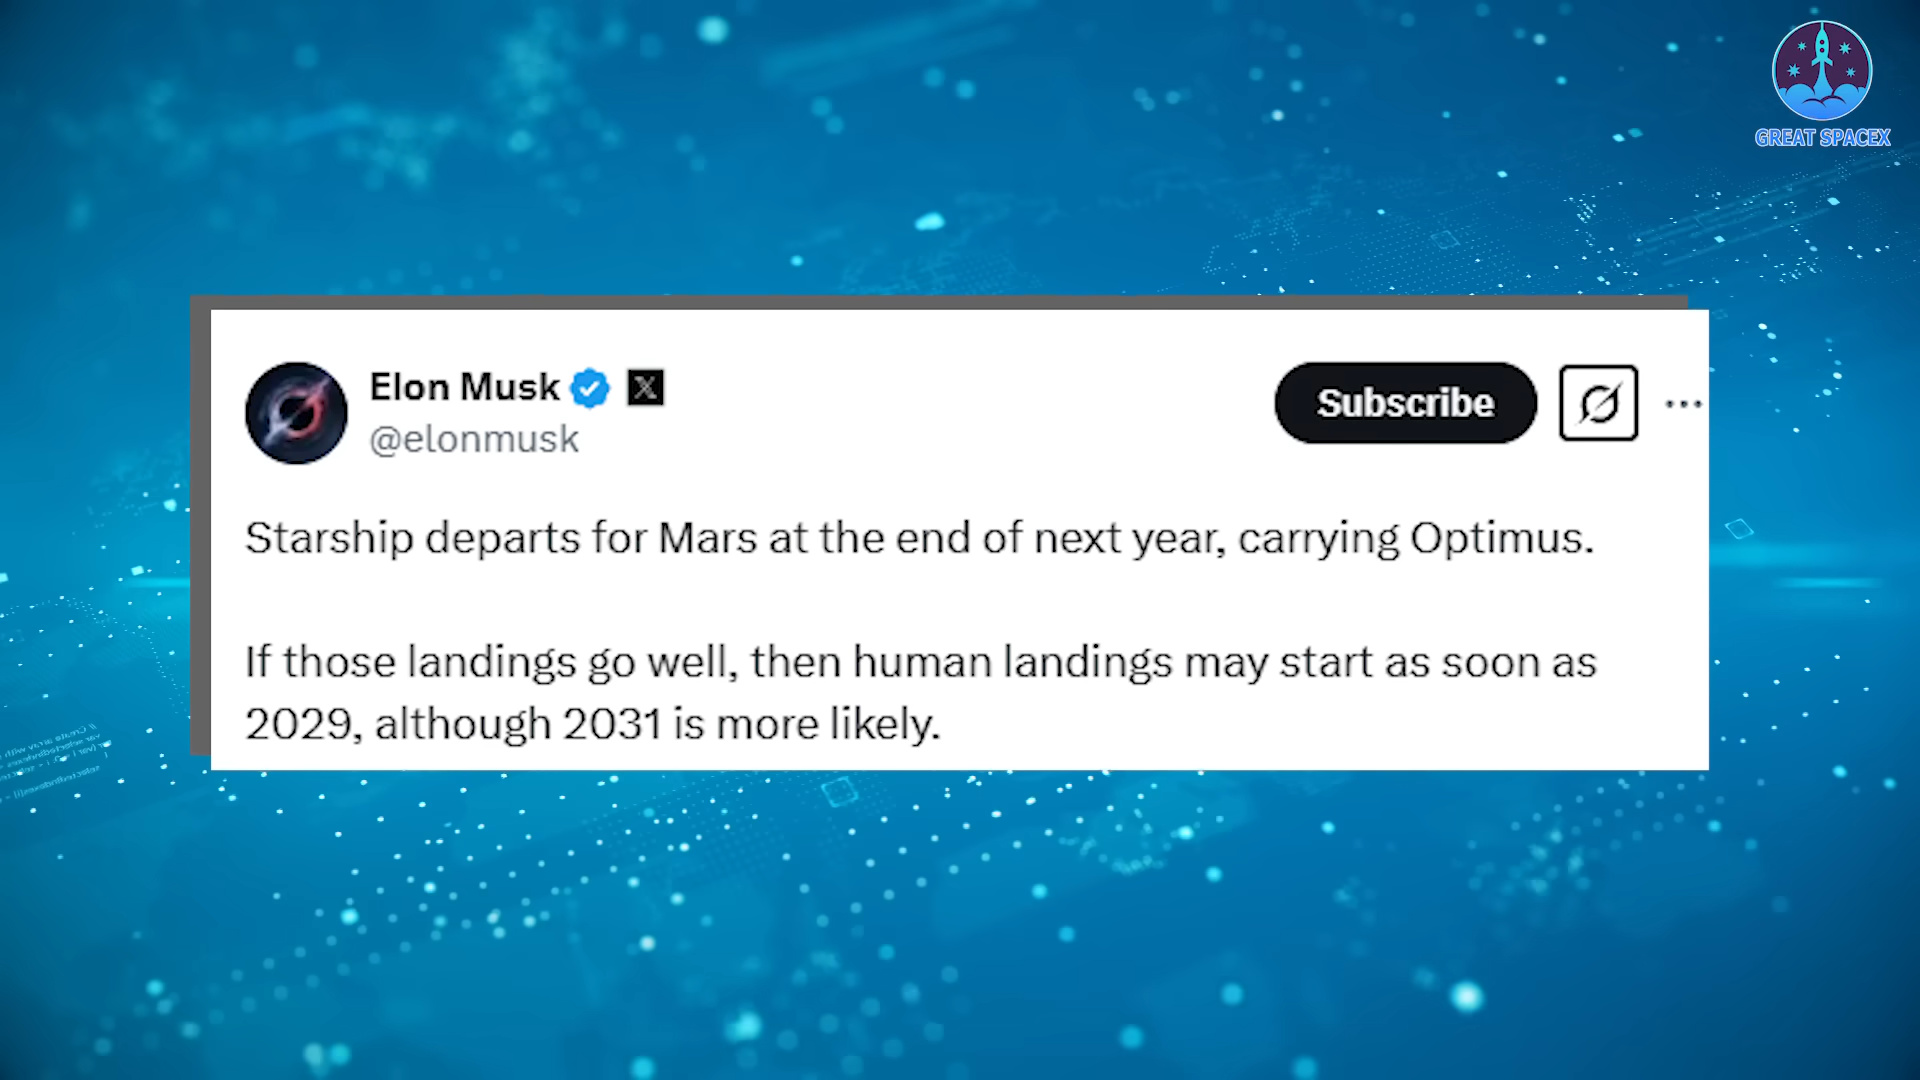 GREAT SPACEX
Elon Musk
@elonmusk
Subscribe
Starship departs for Mars at the end of next year, carrying Optimus.
If those landings go well, then human landings may start as soon as
2029, although 2031 is more likely.